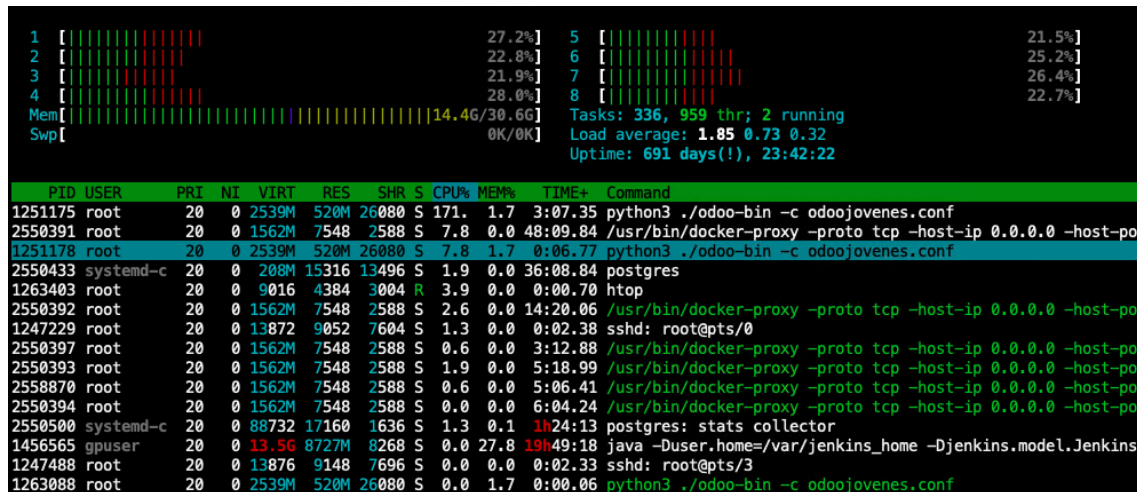 1 [||||||||||||||| 27.2%] 5 [||||||||||||| 21.5%]
2 [||||||||||||| 22.8%] 6 [||||||||||||||| 25.2%]
3 [|||||||||||| 21.9%] 7 [|||||||||||||||| 26.4%]
4 [||||||||||||||| 28.0%] 8 [||||||||||||| 22.7%]
Mem[|||||||||||||||||||||||||||||||||||||||||14.4G/30.6G] Tasks: 336, 959 thr; 2 running
Swp[ 0K/0K] Load average: 1.85 0.73 0.32
Uptime: 691 days(!), 23:42:22
PID USER PRI NI VIRT RES SHR S CPU% MEM% TIME+ Command
1251175 root 20 0 2539M 520M 26080 S 171. 1.7 3:07.35 python3 ./odoo-bin -c odoojovenes.conf
2550391 root 20 0 1562M 7548 2588 S 7.8 0.0 48:09.84 /usr/bin/docker-proxy -proto tcp -host-ip 0.0.0.0 -host-po
1251178 root 20 0 2539M 520M 26080 S 7.8 1.7 0:06.77 python3 ./odoo-bin -c odoojovenes.conf
2550433 systemd-c 20 0 208M 15316 13496 S 1.9 0.0 36:08.84 postgres
1263403 root 20 0 9016 4384 3004 R 3.9 0.0 0:00.70 htop
2550392 root 20 0 1562M 7548 2588 S 2.6 0.0 14:20.06 /usr/bin/docker-proxy -proto tcp -host-ip 0.0.0.0 -host-po
1247229 root 20 0 13872 9052 7604 S 1.3 0.0 0:02.38 sshd: root@pts/0
2550397 root 20 0 1562M 7548 2588 S 0.6 0.0 3:12.88 /usr/bin/docker-proxy -proto tcp -host-ip 0.0.0.0 -host-po
2550393 root 20 0 1562M 7548 2588 S 1.9 0.0 5:18.99 /usr/bin/docker-proxy -proto tcp -host-ip 0.0.0.0 -host-po
2558870 root 20 0 1562M 7548 2588 S 0.6 0.0 5:06.41 /usr/bin/docker-proxy -proto tcp -host-ip 0.0.0.0 -host-po
2550394 root 20 0 1562M 7548 2588 S 0.0 0.0 6:04.24 /usr/bin/docker-proxy -proto tcp -host-ip 0.0.0.0 -host-po
2550500 systemd-c 20 0 88732 17160 1636 S 1.3 0.1 1h24:13 postgres: stats collector
1456565 gpuser 20 0 13.5G 8727M 8268 S 0.0 27.8 19h49:18 java -Duser.home=/var/jenkins_home -Djenkins.model.Jenkins
1247488 root 20 0 13876 9148 7696 S 0.0 0.0 0:02.33 sshd: root@pts/3
1263088 root 20 0 2539M 520M 26080 S 0.0 1.7 0:00.06 python3 ./odoo-bin -c odoojovenes.conf